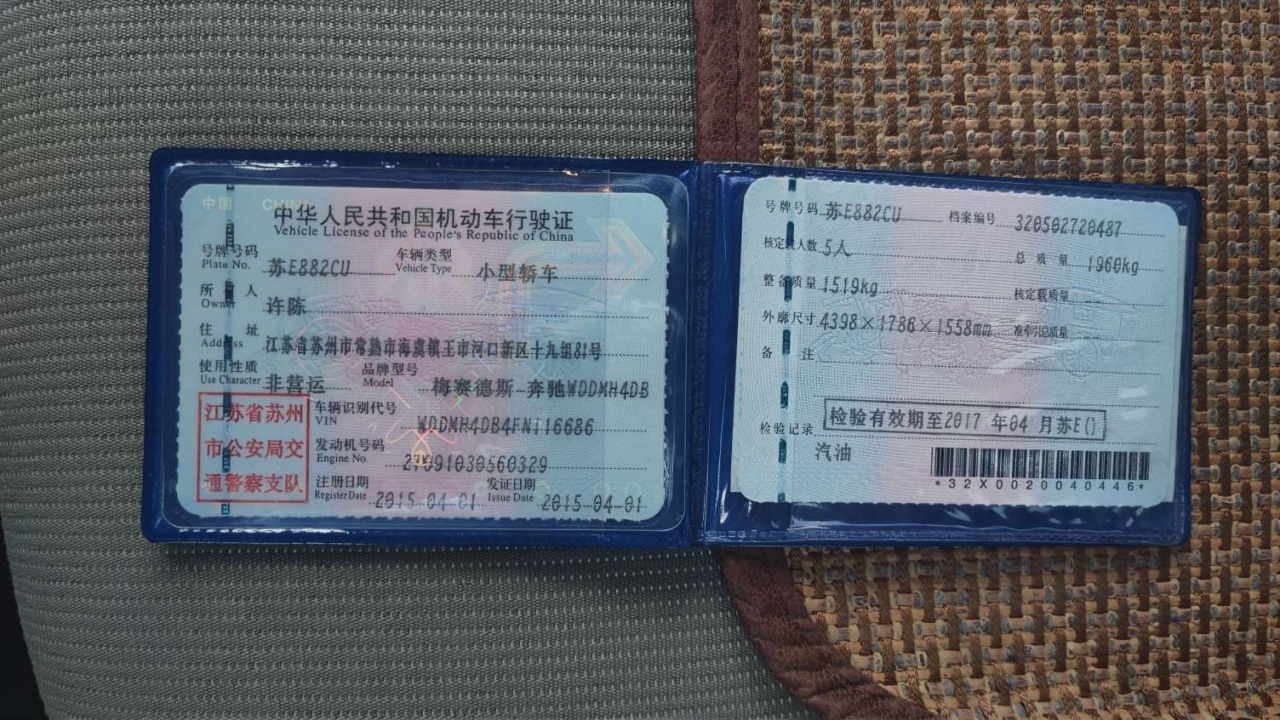 中国 CHINA
中华人民共和国机动车行驶证
Vehicle License of the People's Republic of China
号牌号码 苏E882CU 车辆类型 小型轿车
Plate No. Vehicle Type
所有人 许陈
Owner
住址 江苏省苏州市常熟市海虞镇王市河口新区十九组81号
Address
使用性质 非营运 品牌型号 梅赛德斯-奔驰WDDMH4DB
Use Character Model
江苏省苏州
市公安局交
通警察支队
车辆识别代号 WDDMH4DB4FN116686
VIN
发动机号码 27091030560329
Engine No.
注册日期 2015-04-01 发证日期 2015-04-01
Register Date Issue Date
号牌号码 苏E882CU 档案编号 320502720487
核定载人数 5人 总质量 1960kg
整备质量 1519kg 核定载质量 --
外廓尺寸 4398×1786×1558mm 准牵引总质量 --
备注
检验记录 检验有效期至2017 年04 月苏E()
汽油
*32X0020040446*